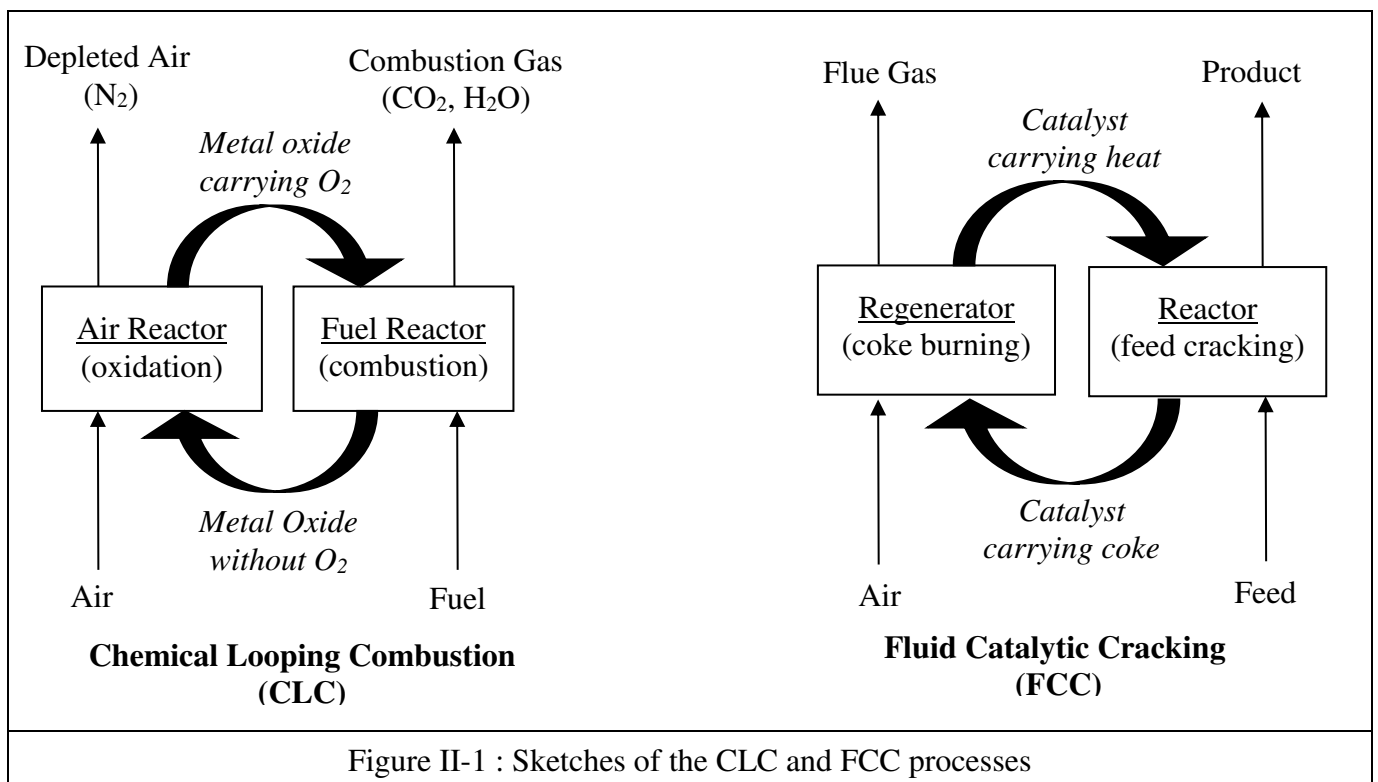 Depleted Air
(N2)
Combustion Gas
(CO2, H2O)
Metal oxide
carrying O2
Air Reactor
(oxidation)
Fuel Reactor
(combustion)
Metal Oxide
without O2
Air
Fuel
Chemical Looping Combustion
(CLC)
Flue Gas
Product
Catalyst
carrying heat
Regenerator
(coke burning)
Reactor
(feed cracking)
Catalyst
carrying coke
Air
Feed
Fluid Catalytic Cracking
(FCC)
Figure II-1 : Sketches of the CLC and FCC processes